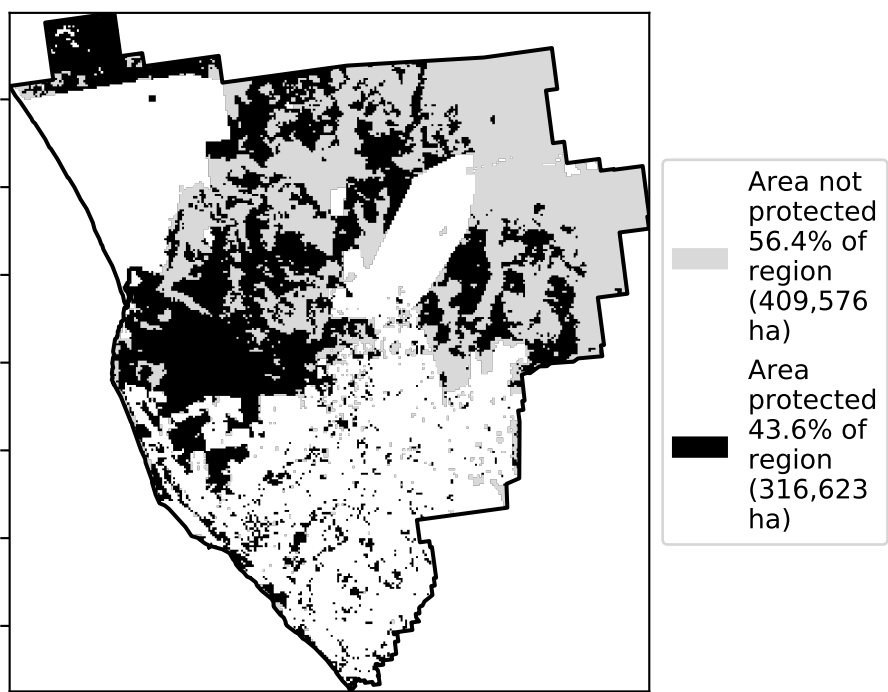 Area not
protected
56.4% of
region
(409,576
ha)
Area
protected
43.6% of
region
(316,623
ha)